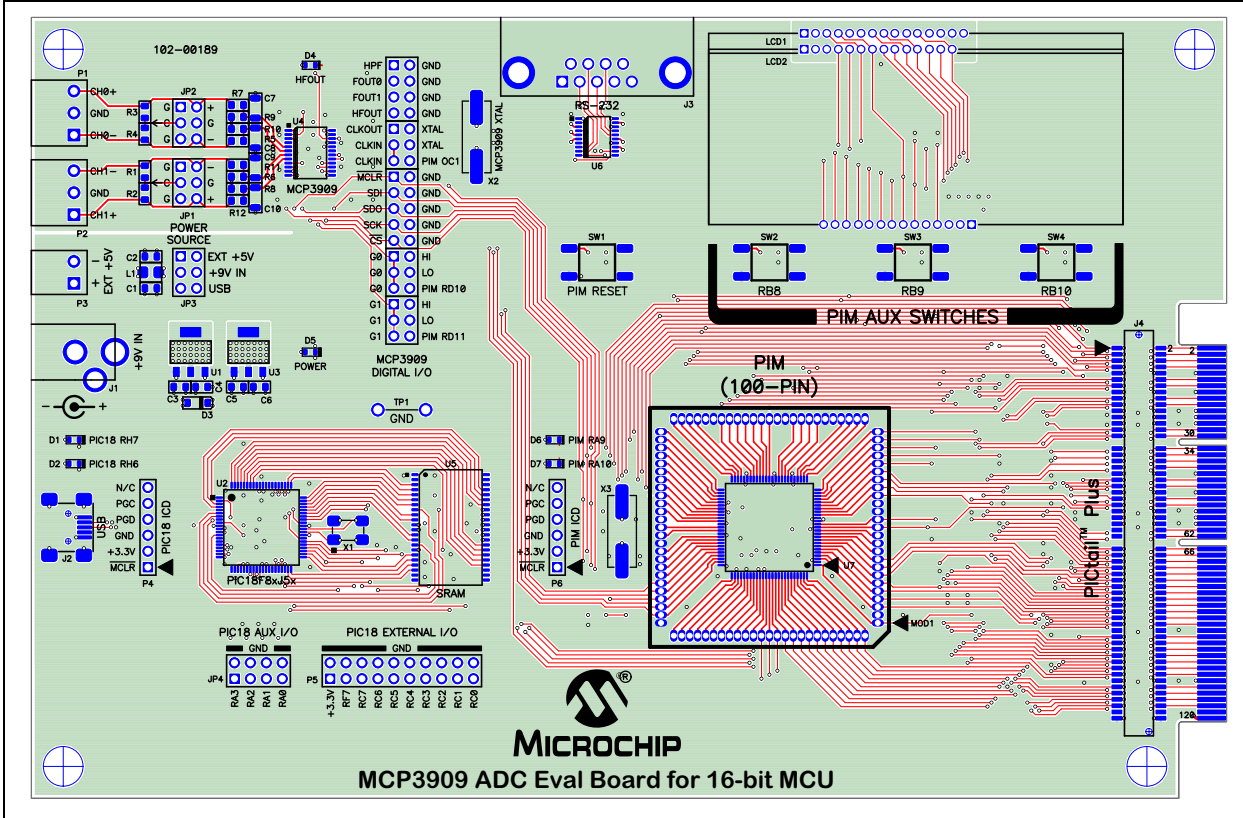 102-00189
D4
HFOUT
P1
CH0+
GND
CH0-
R3
R4
JP2
G +
G G
G -
R7
C7
R9
R10
R5
C8
U4
MCP3909
CH1-
GND
CH1+
P2
R1
R2
G -
G G
G +
JP1
C9
R11
R6
R8
R12
C10
HPF GND
FOUT0 GND
FOUT1 GND
HFOUT GND
CLKOUT XTAL
CLKIN XTAL
CLKIN PIM OC1
MCLR GND
SDI GND
SDO GND
SCK GND
CS GND
G0 HI
G0 LO
G0 PIM RD10
G1 HI
G1 LO
G1 PIM RD11
MCP3909
DIGITAL I/O
MCP3909 XTAL
X2
RS-232
J3
U6
LCD1
LCD2
SW1
PIM RESET
SW2
RB8
SW3
RB9
SW4
RB10
PIM AUX SWITCHES
POWER
SOURCE
EXT +5V
+9V IN
USB
JP3
C2
L1
C1
- +
EXT +5V
P3
+9V IN
J1
- +
U1
C3
C4
U3
C5
C6
D3
D5
POWER
TP1
GND
D1 PIC18 RH7
D2 PIC18 RH6
USB
J2
N/C
PGC
PGD
GND
+3.3V
MCLR
P4
PIC18 ICD
U2
PIC18F8xJ5x
X1
U5
SRAM
D6 PIM RA9
D7 PIM RA10
N/C
PGC
PGD
GND
+3.3V
MCLR
P6
PIM ICD
X3
PIM
(100-PIN)
U7
MOD1
J4
2 2
30
34
62
66
120
PICtail™ Plus
PIC18 AUX I/O
GND
JP4
RA3
RA2
RA1
RA0
PIC18 EXTERNAL I/O
GND
P5
+3.3V
RF7
RC7
RC6
RC5
RC4
RC3
RC2
RC1
RC0
®
MICROCHIP
MCP3909 ADC Eval Board for 16-bit MCU